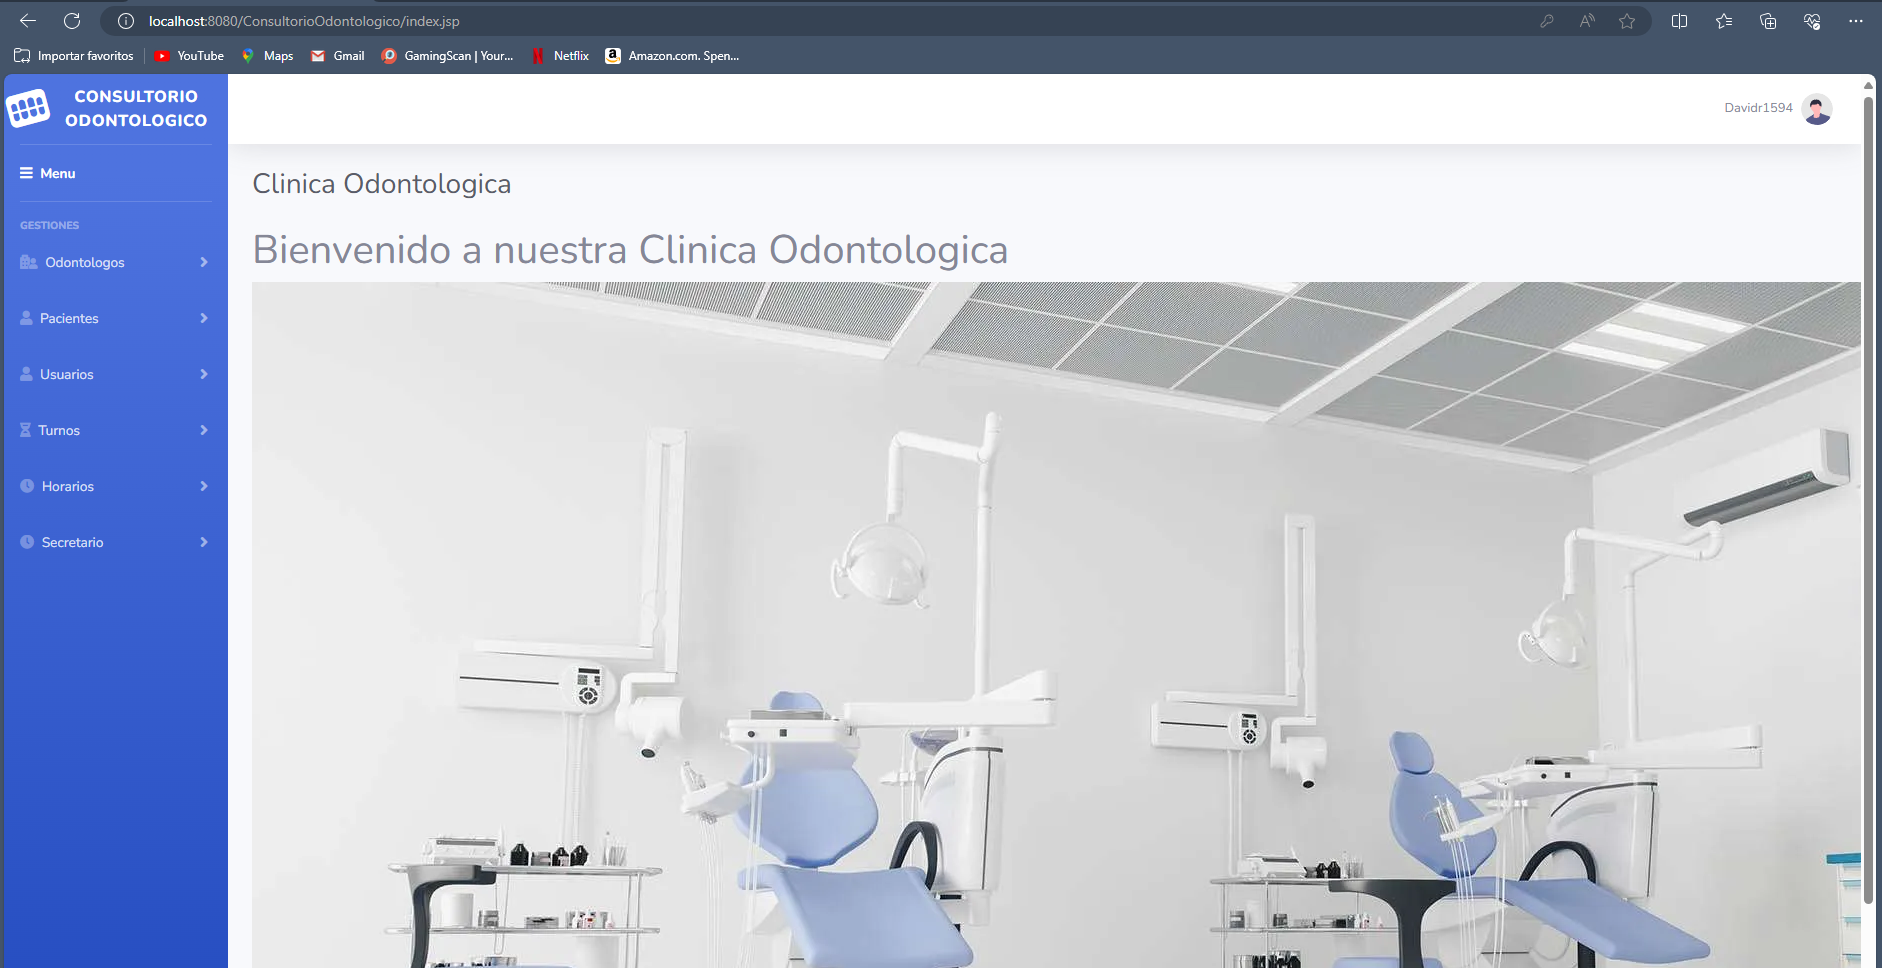 localhost:8080/ConsultorioOdontologico/index.jsp
Importar favoritos
YouTube
Maps
Gmail
GamingScan | Your...
Netflix
Amazon.com. Spen...
CONSULTORIO
ODONTOLOGICO
Davidr1594
Menu
Clinica Odontologica
GESTIONES
Bienvenido a nuestra Clinica Odontologica
Odontologos
Pacientes
Usuarios
Turnos
Horarios
Secretario